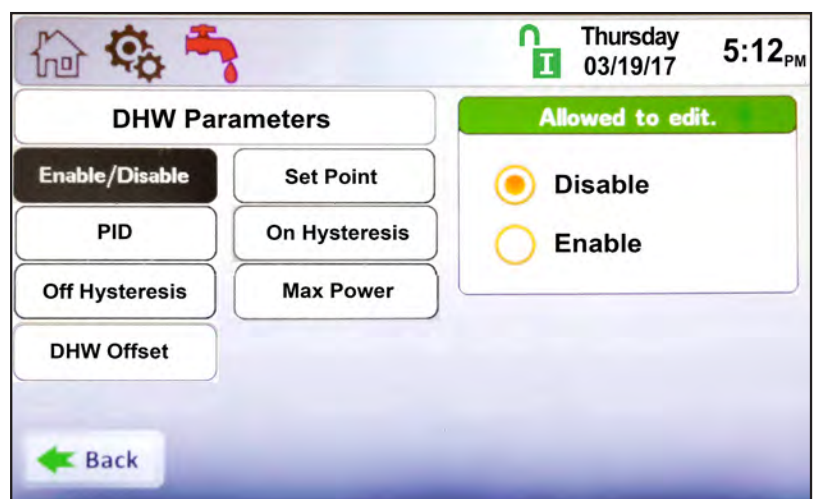 Thursday
03/19/17
5:12PM
DHW Parameters
Allowed to edit.
Enable/Disable
Set Point
PID
On Hysteresis
Off Hysteresis
Max Power
DHW Offset
Disable
Enable
Back
I